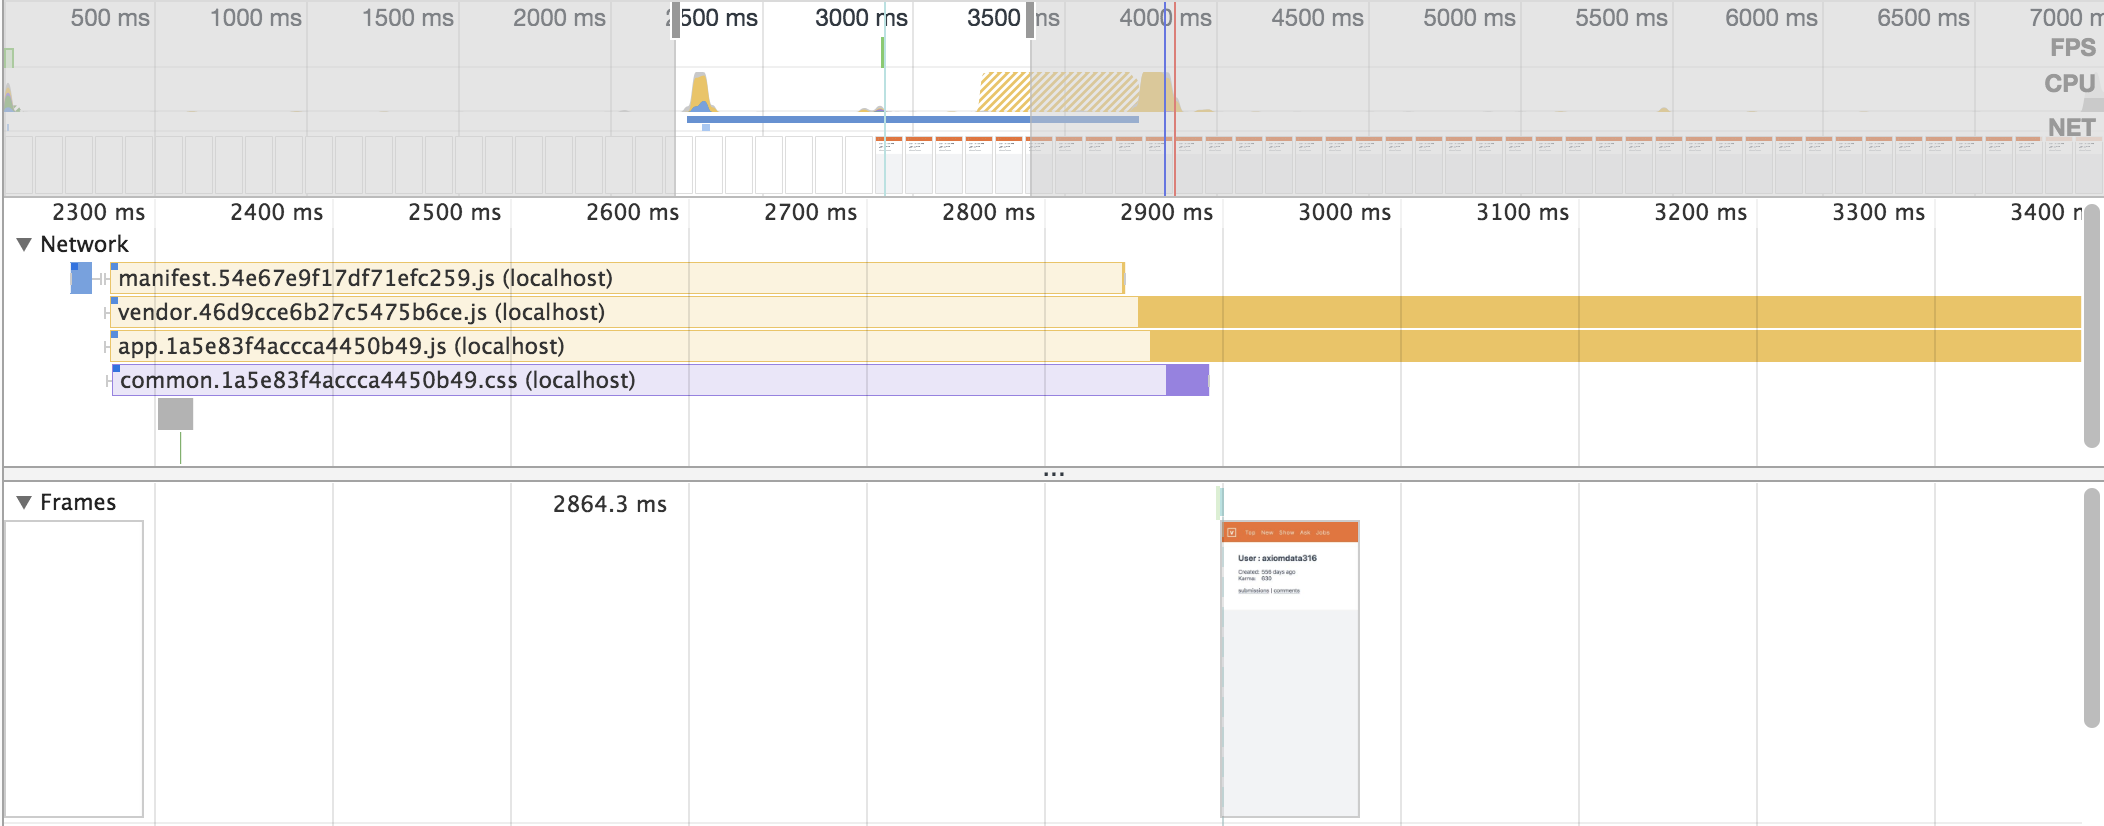 500 ms 1000 ms 1500 ms 2000 ms 2500 ms 3000 ms 3500 ms 4000 ms 4500 ms 5000 ms 5500 ms 6000 ms 6500 ms 7000 m
FPS
CPU
NET
2300 ms 2400 ms 2500 ms 2600 ms 2700 ms 2800 ms 2900 ms 3000 ms 3100 ms 3200 ms 3300 ms 3400 m
▼ Network
manifest.54e67e9f17df71efc259.js (localhost)
vendor.46d9cce6b27c5475b6ce.js (localhost)
app.1a5e83f4accca4450b49.js (localhost)
common.1a5e83f4accca4450b49.css (localhost)
...
▼ Frames
2864.3 ms
Top New Show Ask Jobs
User : axiomdata316
Created: 556 days ago
Karma: 630
submissions | comments